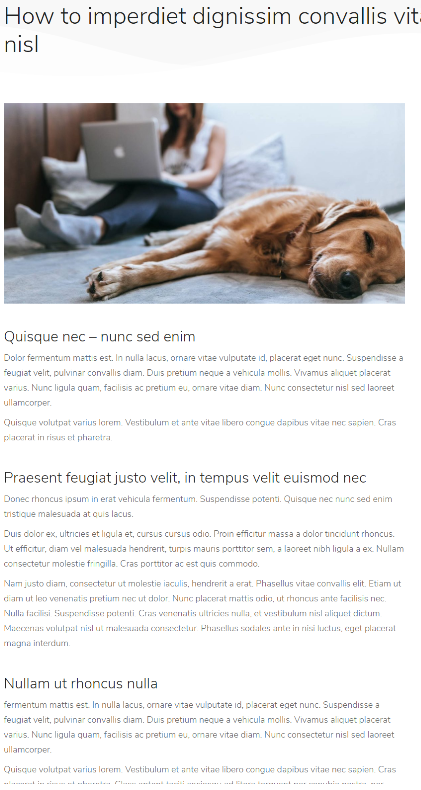 How to imperdiet dignissim convallis vit
nisl
Quisque nec – nunc sed enim
Dolor fermentum mattis est. In nulla lacus, ornare vitae vulputate id, placerat eget nunc. Suspendisse a
feugiat velit, pulvinar convallis diam. Duis pretium neque a vehicula mollis. Vivamus aliquet placerat
varius. Nunc ligula quam, facilisis ac pretium eu, ornare vitae diam. Nunc consectetur nisl sed laoreet
ullamcorper.
Quisque volutpat varius lorem. Vestibulum et ante vitae libero congue dapibus vitae nec sapien. Cras
placerat in risus et pharetra.
Praesent feugiat justo velit, in tempus velit euismod nec
Donec rhoncus ipsum in erat vehicula fermentum. Suspendisse potenti. Quisque nec nunc sed enim
tristique malesuada at quis lacus.
Duis dolor ex, ultricies et ligula et, cursus cursus odio. Proin efficitur massa a dolor tincidunt rhoncus.
Ut efficitur, diam vel malesuada hendrerit, turpis mauris porttitor sem, a laoreet nibh ligula a ex. Nullam
consectetur molestie fringilla. Cras porttitor ac est quis commodo.
Nam justo diam, consectetur ut molestie iaculis, hendrerit a erat. Phasellus vitae convallis elit. Etiam ut
diam ut leo venenatis pretium nec ut dolor. Nunc placerat mattis odio, ut rhoncus ante facilisis nec.
Nulla facilisi. Suspendisse potenti. Cras venenatis ultricies nulla, et vestibulum nisl aliquet dictum.
Maecenas volutpat nisl ut malesuada consectetur. Phasellus sodales ante in nisi luctus, eget placerat
magna interdum.
Nullam ut rhoncus nulla
fermentum mattis est. In nulla lacus, ornare vitae vulputate id, placerat eget nunc. Suspendisse a
feugiat velit, pulvinar convallis diam. Duis pretium neque a vehicula mollis. Vivamus aliquet placerat
varius. Nunc ligula quam, facilisis ac pretium eu, ornare vitae diam. Nunc consectetur nisl sed laoreet
ullamcorper.
Quisque volutpat varius lorem. Vestibulum et ante vitae libero congue dapibus vitae nec sapien. Cras